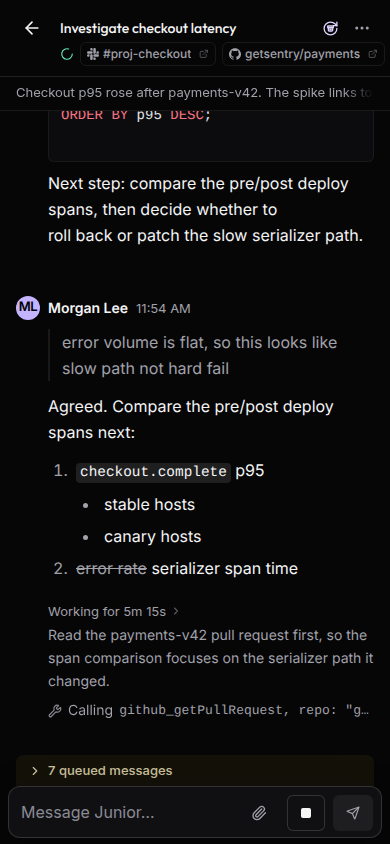 Investigate checkout latency
#proj-checkout getsentry/payments
Checkout p95 rose after payments-v42. The spike links to
ORDER BY p95 DESC;
Next step: compare the pre/post deploy
spans, then decide whether to
roll back or patch the slow serializer path.
ML Morgan Lee 11:54 AM
error volume is flat, so this looks like
slow path not hard fail
Agreed. Compare the pre/post deploy
spans next:
1. checkout.complete p95
• stable hosts
• canary hosts
2. error rate serializer span time
Working for 5m 15s
Read the payments-v42 pull request first, so the
span comparison focuses on the serializer path it
changed.
Calling github_getPullRequest, repo: "g…
7 queued messages
Message Junior...